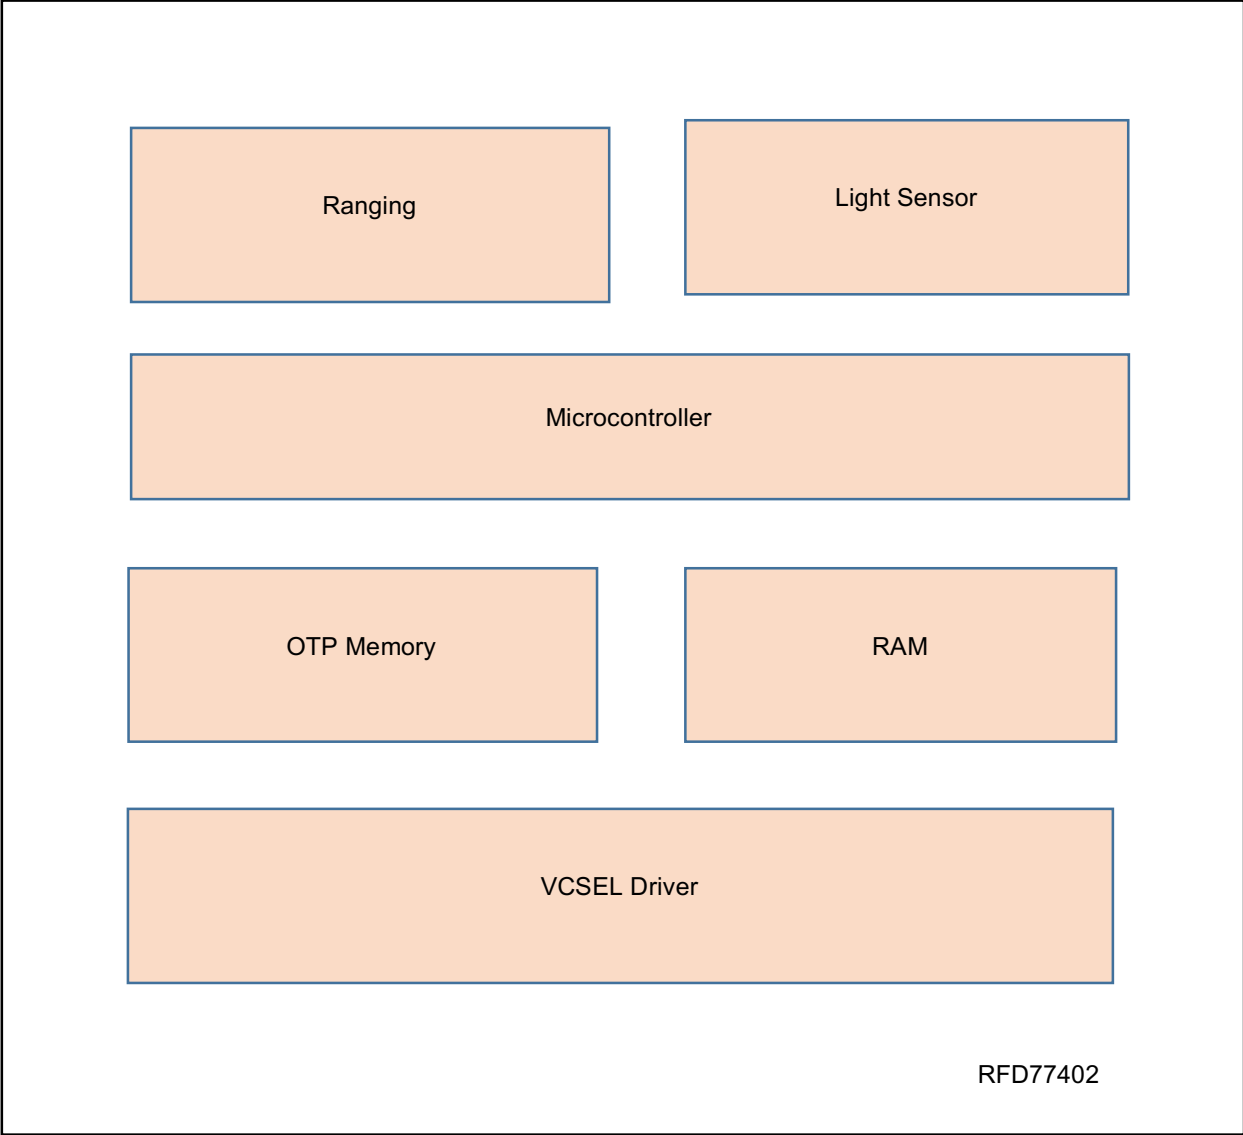 Ranging
Light Sensor
Microcontroller
OTP Memory
RAM
VCSEL Driver
RFD77402